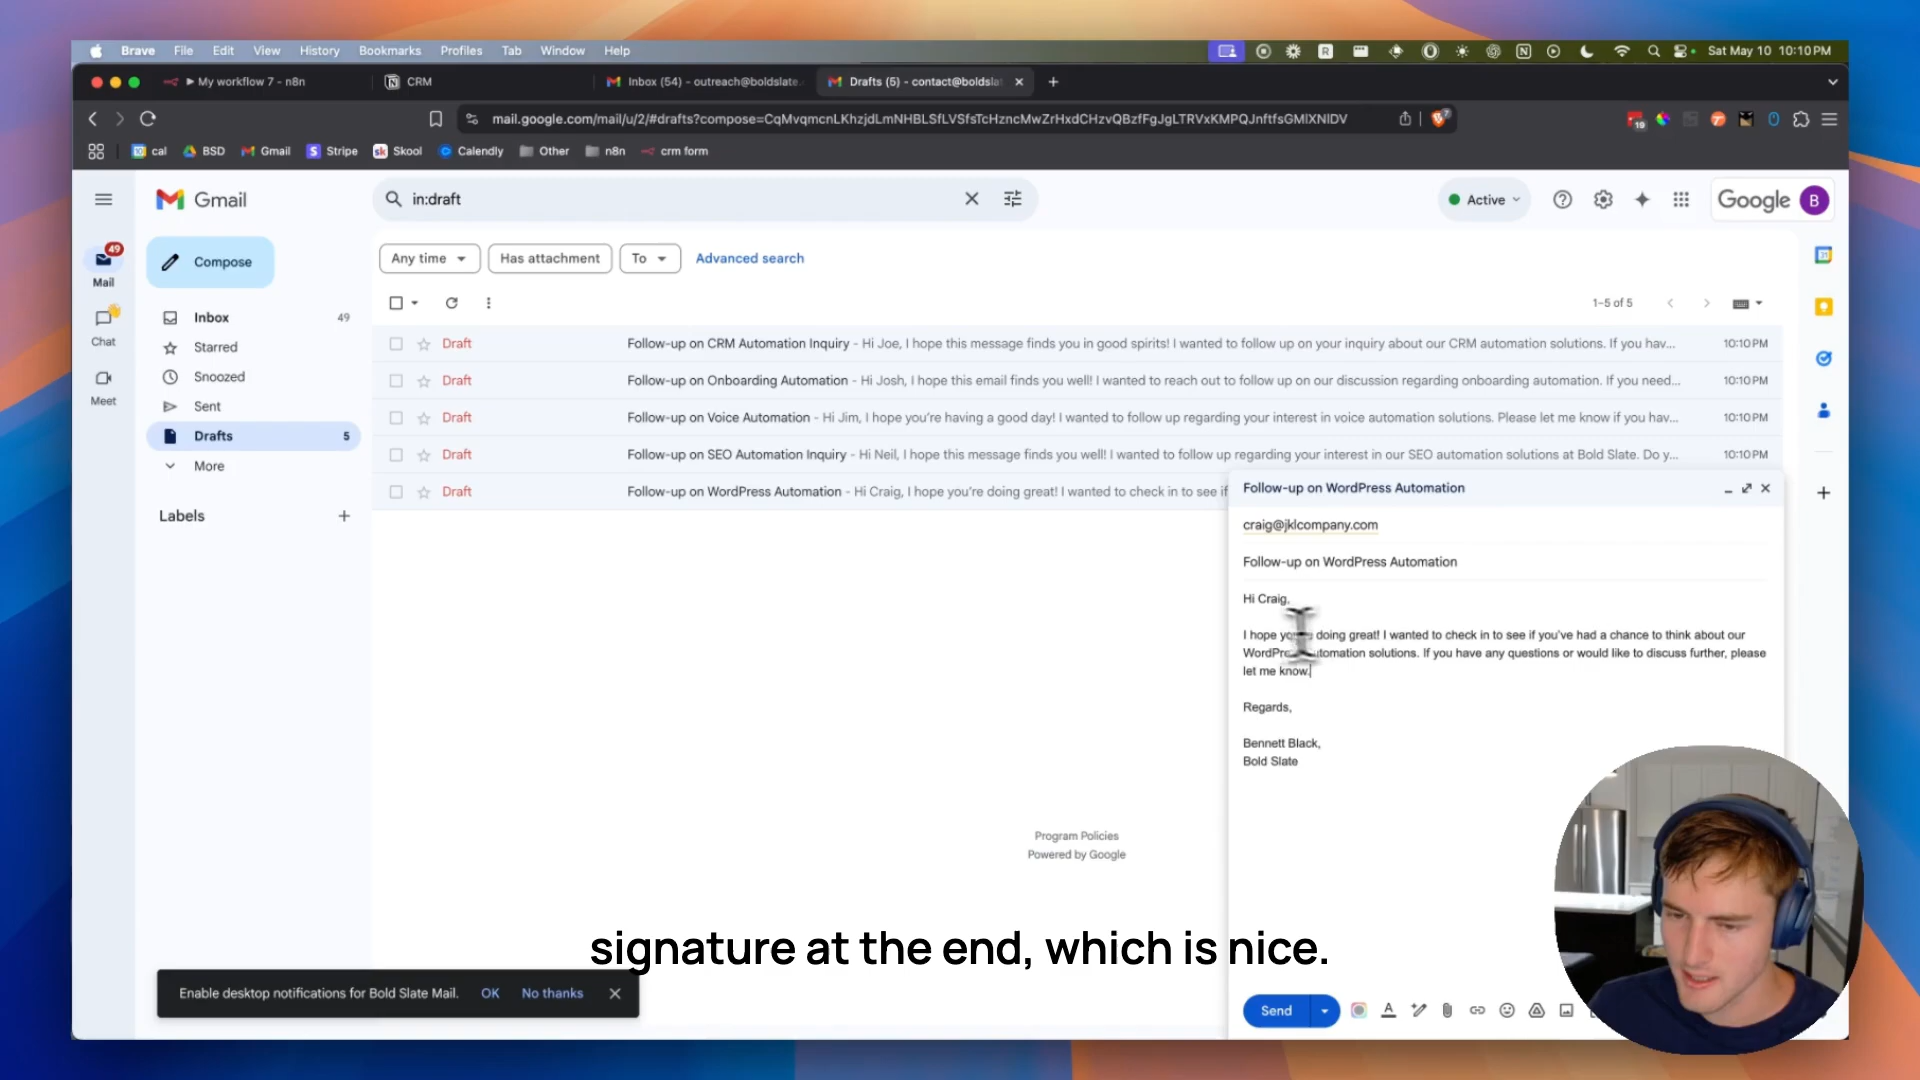 Brave File Edit View History Bookmarks Profiles Tab Window Help
Sat May 10 10:10 PM
My workflow 7 - n8n
CRM
Inbox (54) - outreach@boldslate.
Drafts (5) - contact@boldsla
mail.google.com/mail/u/2/#drafts?compose=CqMvqmcnLKhzjdLmNHBLSfLVSfsTcHzncMwZrHxdCHzvQBzfFgJgLTRVxKMPQJnftfsGMlXNlDV
cal BSD Gmail Stripe Skool Calendly Other n8n crm form
Gmail
in:draft
Active
Google
B
49
Mail
Chat
Meet
Compose
Inbox 49
Starred
Snoozed
Sent
Drafts 5
More
Labels
Any time Has attachment To Advanced search
1–5 of 5
Draft Follow-up on CRM Automation Inquiry - Hi Joe, I hope this message finds you in good spirits! I wanted to follow up on your inquiry about our CRM automation solutions. If you hav... 10:10 PM
Draft Follow-up on Onboarding Automation - Hi Josh, I hope this email finds you well! I wanted to reach out to follow up on our discussion regarding onboarding automation. If you need... 10:10 PM
Draft Follow-up on Voice Automation - Hi Jim, I hope you're having a good day! I wanted to follow up regarding your interest in voice automation solutions. Please let me know if you hav... 10:10 PM
Draft Follow-up on SEO Automation Inquiry - Hi Neil, I hope this message finds you well! I wanted to follow up regarding your interest in our SEO automation solutions at Bold Slate. Do y... 10:10 PM
Draft Follow-up on WordPress Automation - Hi Craig, I hope you're doing great! I wanted to check in to see if
Follow-up on WordPress Automation
craig@jklcompany.com
Follow-up on WordPress Automation
Hi Craig,
I hope doing great! I wanted to check in to see if you've had a chance to think about our
solutions. If you have any questions or would like to discuss further, please
let me know.
Regards,
Bennett Black,
Bold Slate
Program Policies
Powered by Google
signature at the end, which is nice.
Enable desktop notifications for Bold Slate Mail. OK No thanks
Send